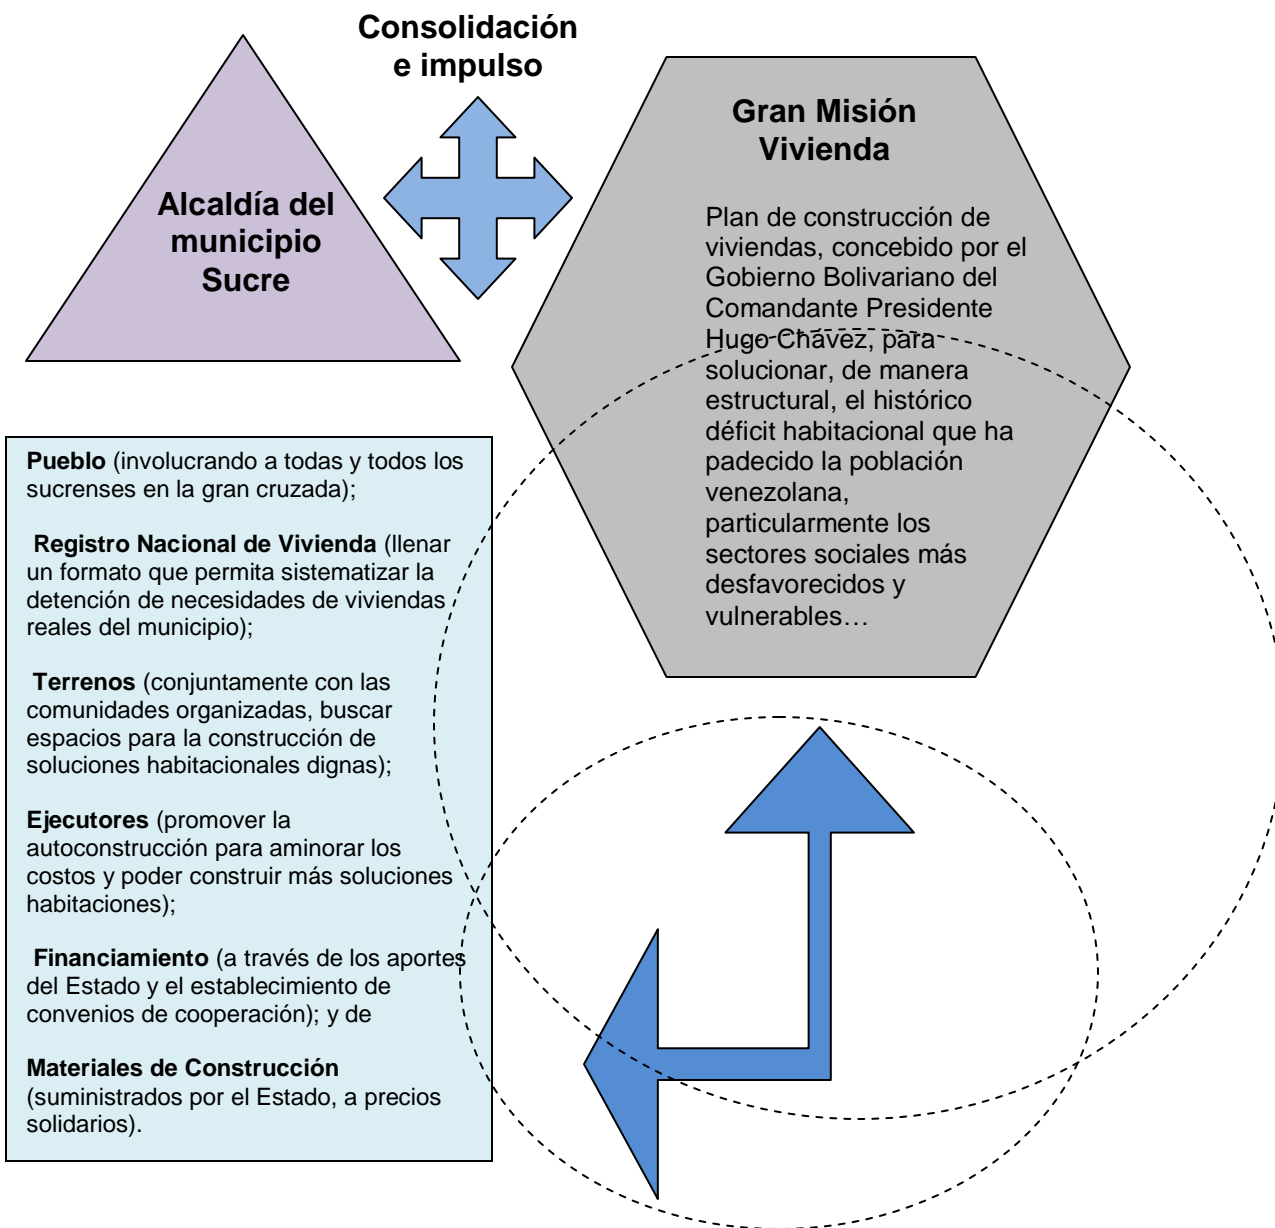 Consolidación
e impulso
Alcaldía del
municipio
Sucre
Gran Misión
Vivienda
Plan de construcción de
viviendas, concebido por el
Gobierno Bolivariano del
Comandante Presidente
Hugo Chávez, para
solucionar, de manera
estructural, el histórico
déficit habitacional que ha
padecido la población
venezolana,
particularmente los
sectores sociales más
desfavorecidos y
vulnerables…
Pueblo (involucrando a todas y todos los
sucrenses en la gran cruzada);
Registro Nacional de Vivienda (llenar
un formato que permita sistematizar la
detención de necesidades de viviendas
reales del municipio);
Terrenos (conjuntamente con las
comunidades organizadas, buscar
espacios para la construcción de
soluciones habitacionales dignas);
Ejecutores (promover la
autoconstrucción para aminorar los
costos y poder construir más soluciones
habitaciones);
Financiamiento (a través de los aportes
del Estado y el establecimiento de
convenios de cooperación); y de
Materiales de Construcción
(suministrados por el Estado, a precios
solidarios).